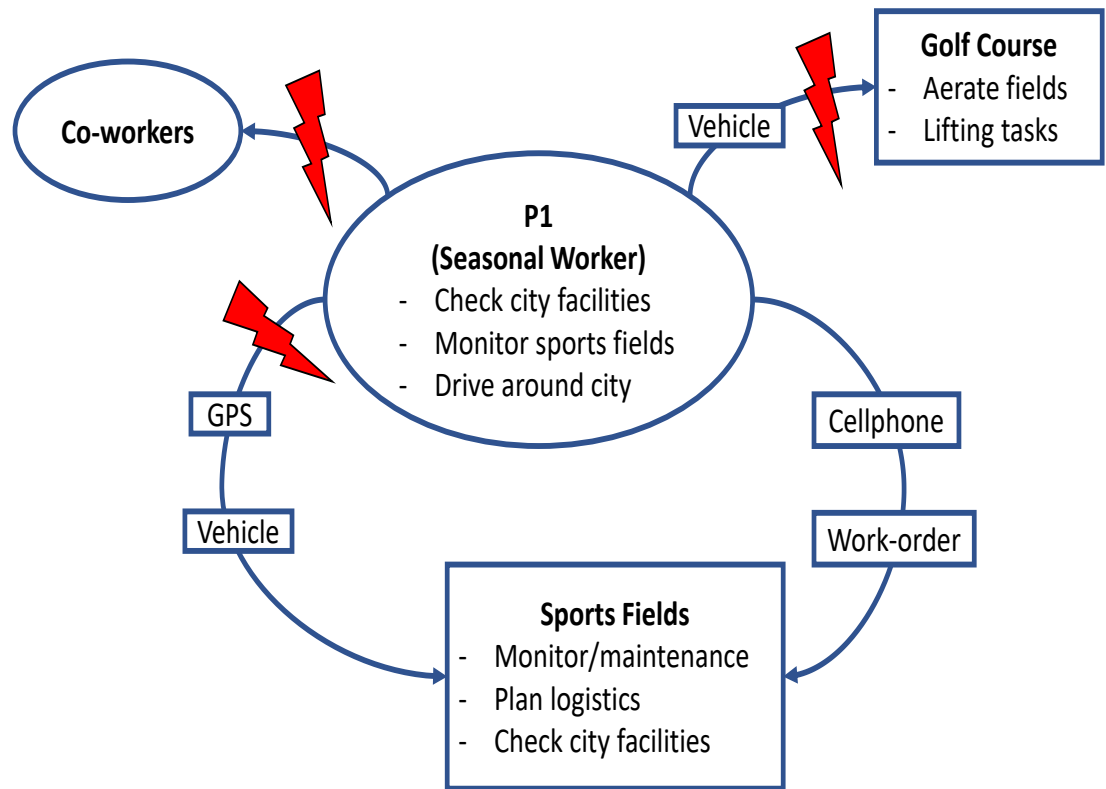 Golf Course
- Aerate fields
- Lifting tasks
Vehicle
Co-workers
P1
(Seasonal Worker)
- Check city facilities
- Monitor sports fields
- Drive around city
GPS
Vehicle
Cellphone
Work-order
Sports Fields
- Monitor/maintenance
- Plan logistics
- Check city facilities